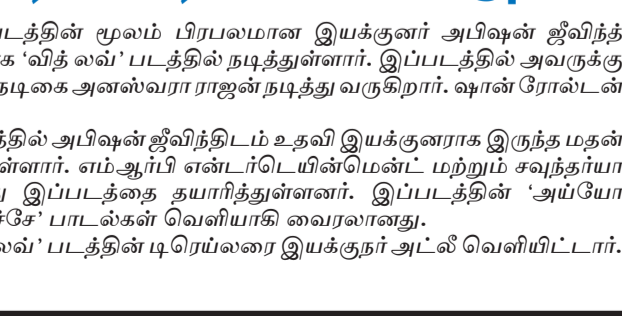 படத்தின் மூலம் பிரபலமான இயக்குனர் அபிஷன் ஜீவிந்த்
‘வித் லவ்’ படத்தில் நடித்துள்ளார். இப்படத்தில் அவருக்கு
நடிகை அனஸ்வரா ராஜன் நடித்து வருகிறார். ஷான் ரோல்டன்
அபிஷன் ஜீவிந்திடம் உதவி இயக்குனராக இருந்த மதன்
எம்ஆர்பி என்டர்டெயின்மென்ட் மற்றும் சவுந்தர்யா
இப்படத்தை தயாரித்துள்ளனர். இப்படத்தின் ‘அய்யோ
பாடல்கள் வெளியாகி வைரலானது.
லவ்’ படத்தின் டிரெய்லரை இயக்குநர் அட்லீ வெளியிட்டார்.